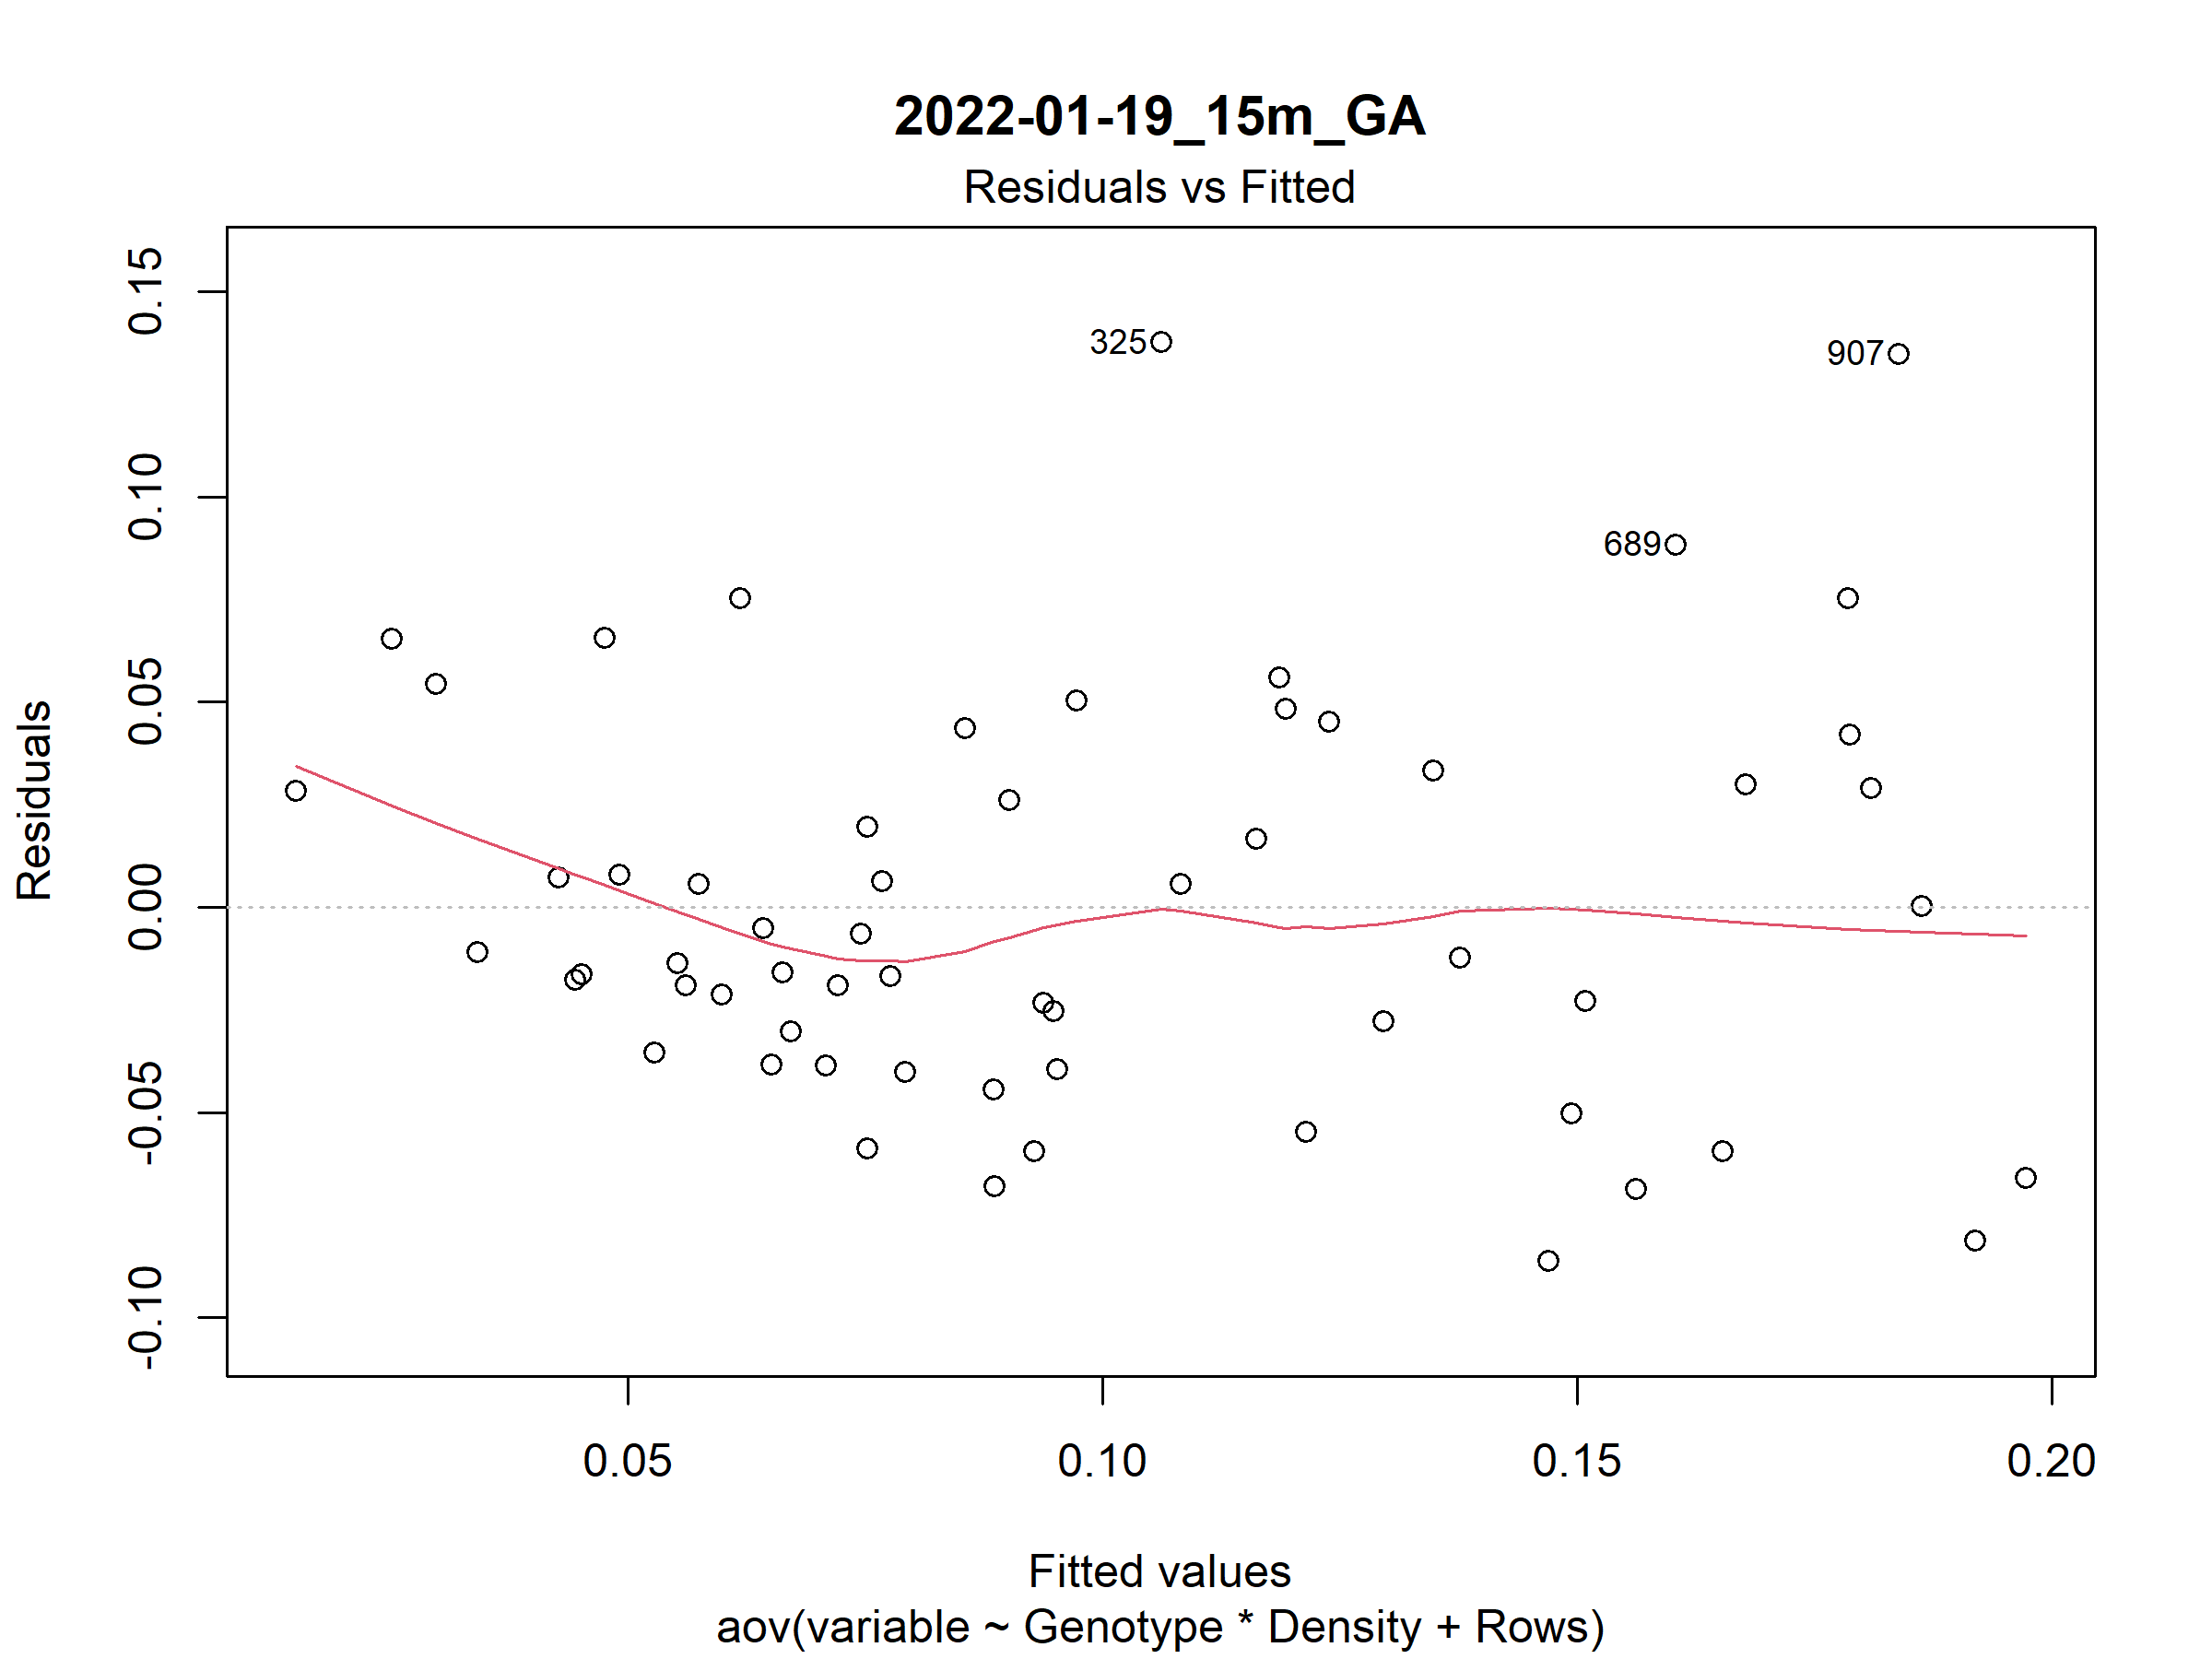 2022-01-19_15m_GA
Residuals vs Fitted
0.15
0.10
0.05
0.00
-0.05
-0.10
Residuals
325
907
689
0.05 0.10 0.15 0.20
Fitted values
aov(variable ~ Genotype * Density + Rows)